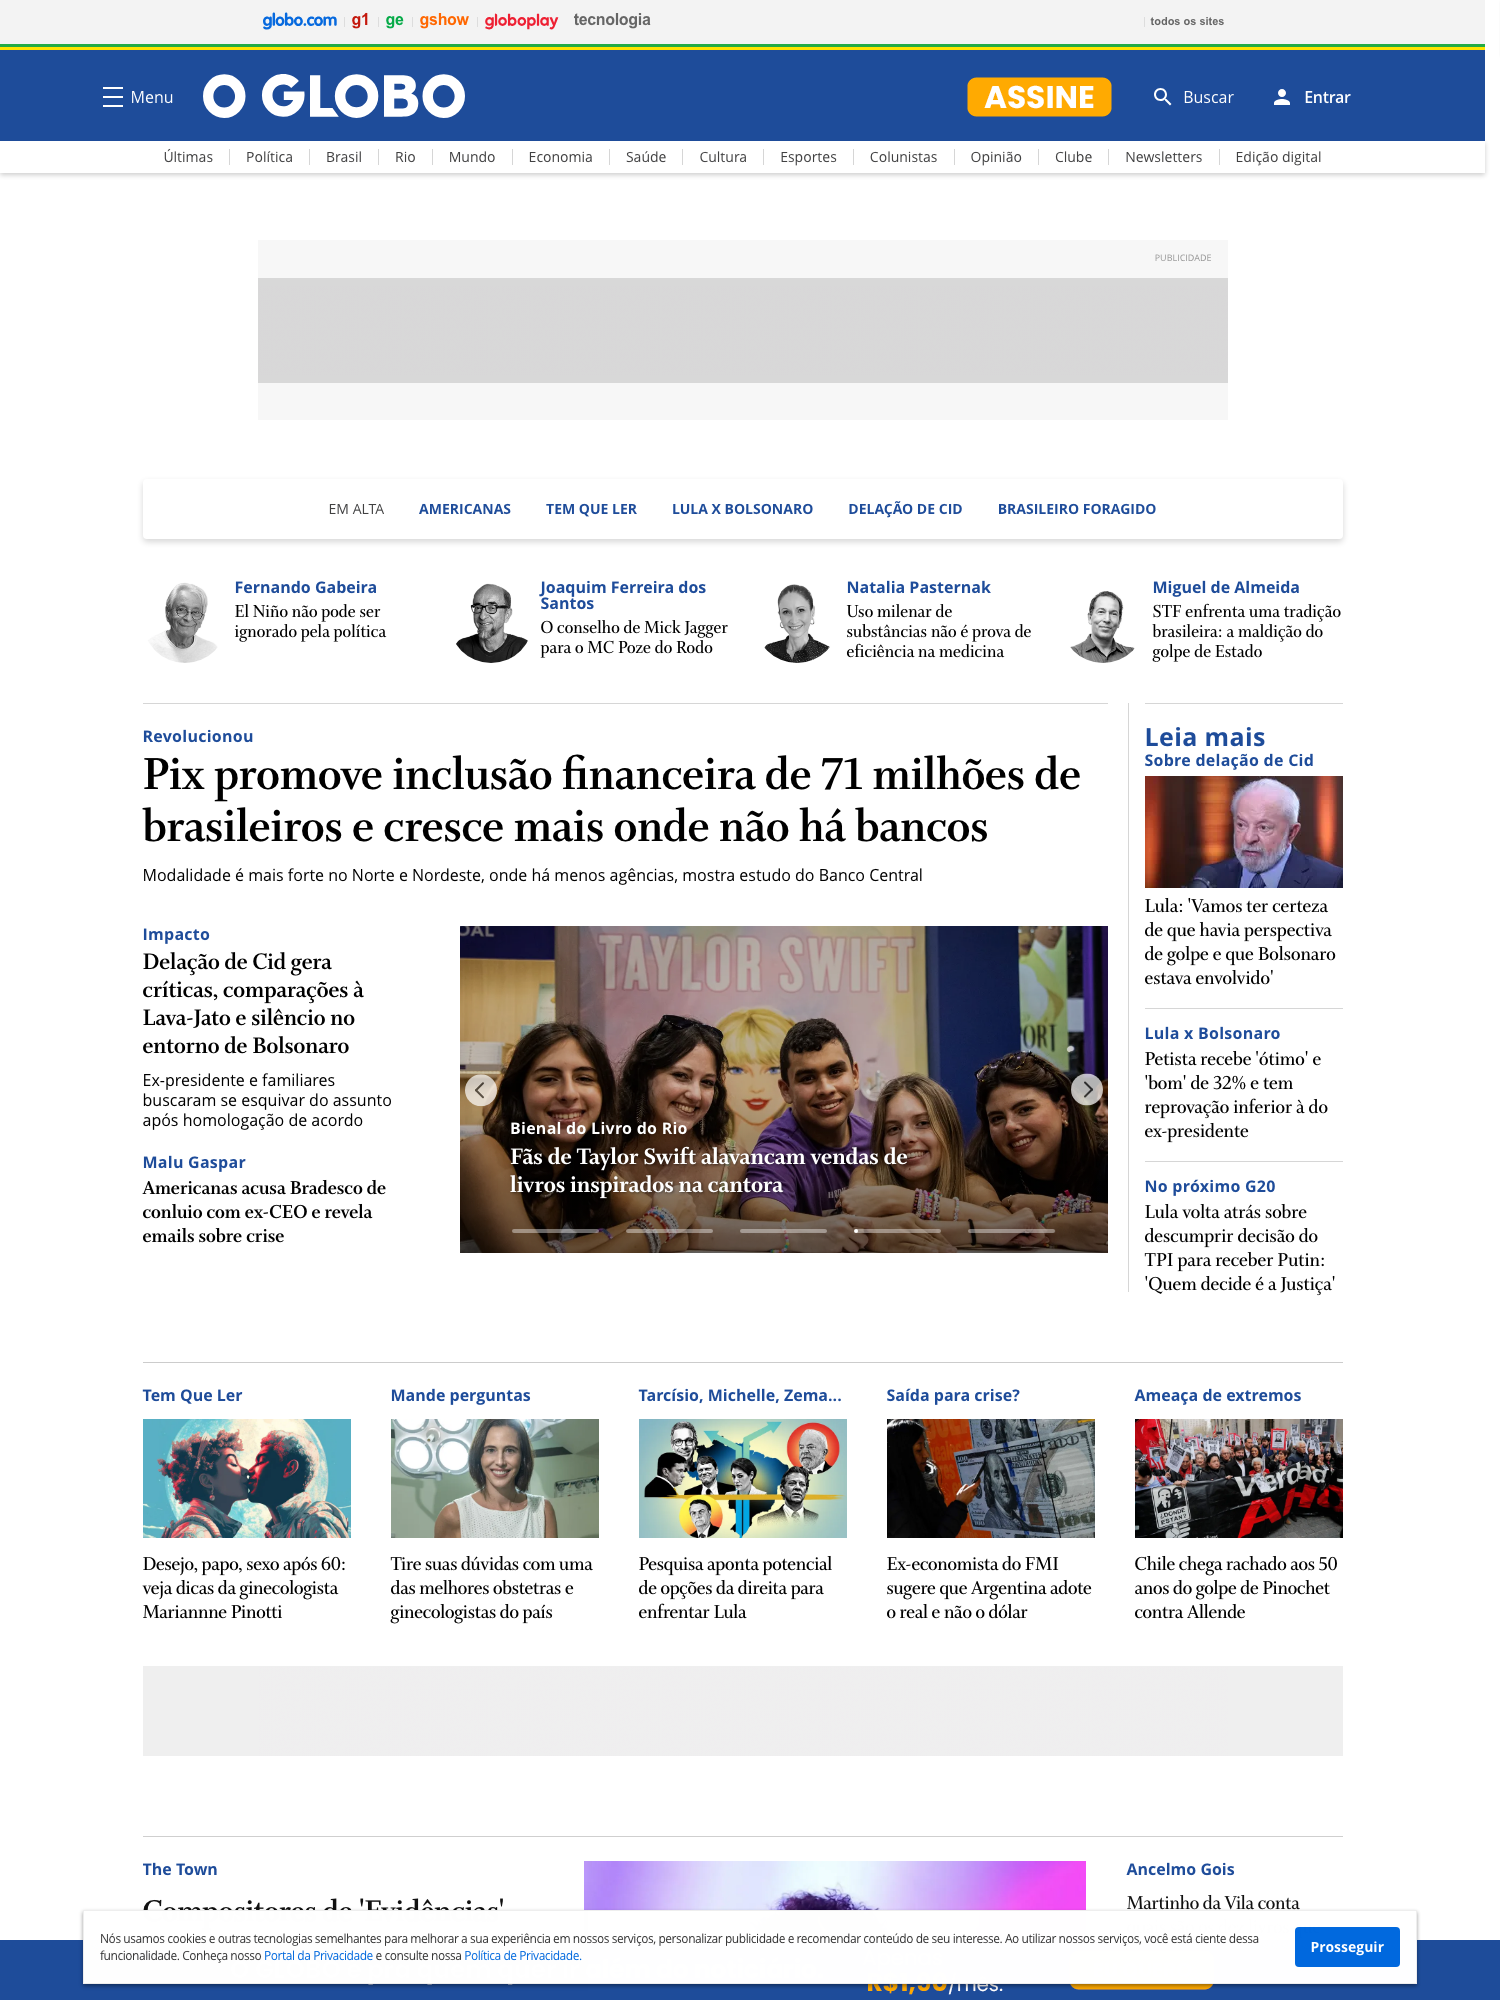 globo.com g1 ge gshow globoplay tecnologia todos os sites
Menu O GLOBO ASSINE Buscar Entrar
Últimas Política Brasil Rio Mundo Economia Saúde Cultura Esportes Colunistas Opinião Clube Newsletters Edição digital
PUBLICIDADE
EM ALTA AMERICANAS TEM QUE LER LULA X BOLSONARO DELAÇÃO DE CID BRASILEIRO FORAGIDO
Fernando Gabeira
El Niño não pode ser
ignorado pela política
Joaquim Ferreira dos
Santos
O conselho de Mick Jagger
para o MC Poze do Rodo
Natalia Pasternak
Uso milenar de
substâncias não é prova de
eficiência na medicina
Miguel de Almeida
STF enfrenta uma tradição
brasileira: a maldição do
golpe de Estado
Revolucionou
Pix promove inclusão financeira de 71 milhões de
brasileiros e cresce mais onde não há bancos
Modalidade é mais forte no Norte e Nordeste, onde há menos agências, mostra estudo do Banco Central
Impacto
Delação de Cid gera
críticas, comparações à
Lava-Jato e silêncio no
entorno de Bolsonaro
Ex-presidente e familiares
buscaram se esquivar do assunto
após homologação de acordo
Malu Gaspar
Americanas acusa Bradesco de
conluio com ex-CEO e revela
emails sobre crise
TAYLOR SWIFT
Bienal do Livro do Rio
Fãs de Taylor Swift alavancam vendas de
livros inspirados na cantora
Leia mais
Sobre delação de Cid
Lula: 'Vamos ter certeza
de que havia perspectiva
de golpe e que Bolsonaro
estava envolvido'
Lula x Bolsonaro
Petista recebe 'ótimo' e
'bom' de 32% e tem
reprovação inferior à do
ex-presidente
No próximo G20
Lula volta atrás sobre
descumprir decisão do
TPI para receber Putin:
'Quem decide é a Justiça'
Tem Que Ler
Desejo, papo, sexo após 60:
veja dicas da ginecologista
Mariannne Pinotti
Mande perguntas
Tire suas dúvidas com uma
das melhores obstetras e
ginecologistas do país
Tarcísio, Michelle, Zema...
Pesquisa aponta potencial
de opções da direita para
enfrentar Lula
Saída para crise?
100
Ex-economista do FMI
sugere que Argentina adote
o real e não o dólar
Ameaça de extremos
verdad
AHO
¿DONDE
ESTAN?
Chile chega rachado aos 50
anos do golpe de Pinochet
contra Allende
The Town
Compositores de 'Evidências'
Ancelmo Gois
Martinho da Vila conta
Nós usamos cookies e outras tecnologias semelhantes para melhorar a sua experiência em nossos serviços, personalizar publicidade e recomendar conteúdo de seu interesse. Ao utilizar nossos serviços, você está ciente dessa
funcionalidade. Conheça nosso Portal da Privacidade e consulte nossa Política de Privacidade.
Prosseguir
R$1,90/mês.